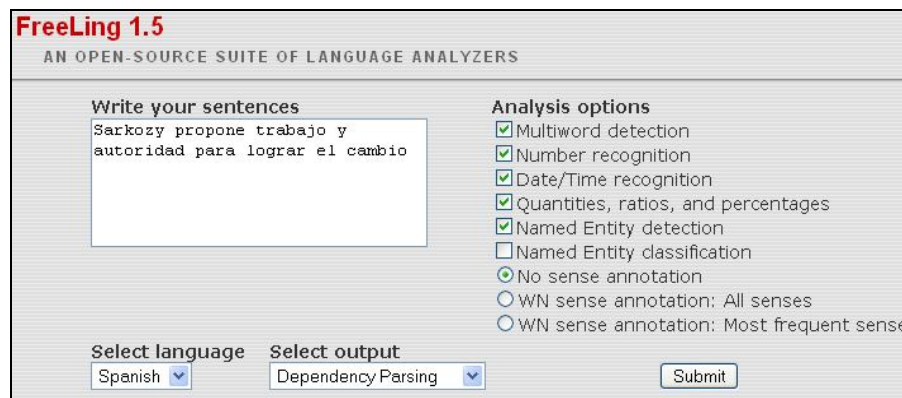 FreeLing 1.5
AN OPEN-SOURCE SUITE OF LANGUAGE ANALYZERS
Write your sentences
Sarkozy propone trabajo y
autoridad para lograr el cambio
Analysis options
Multiword detection
Number recognition
Date/Time recognition
Quantities, ratios, and percentages
Named Entity detection
Named Entity classification
No sense annotation
WN sense annotation: All senses
WN sense annotation: Most frequent sense
Select language
Spanish
Select output
Dependency Parsing
Submit